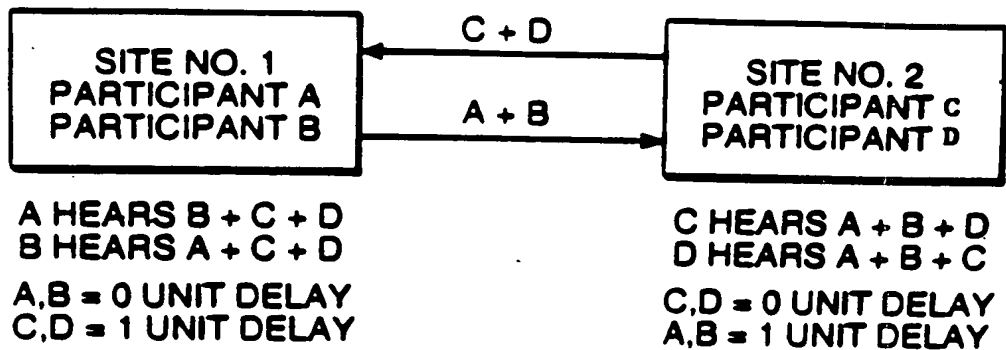 C + D
SITE NO. 1
PARTICIPANT A
PARTICIPANT B
A + B
SITE NO. 2
PARTICIPANT C
PARTICIPANT D
A HEARS B + C + D
B HEARS A + C + D
A,B = 0 UNIT DELAY
C,D = 1 UNIT DELAY
C HEARS A + B + D
D HEARS A + B + C
C,D = 0 UNIT DELAY
A,B = 1 UNIT DELAY